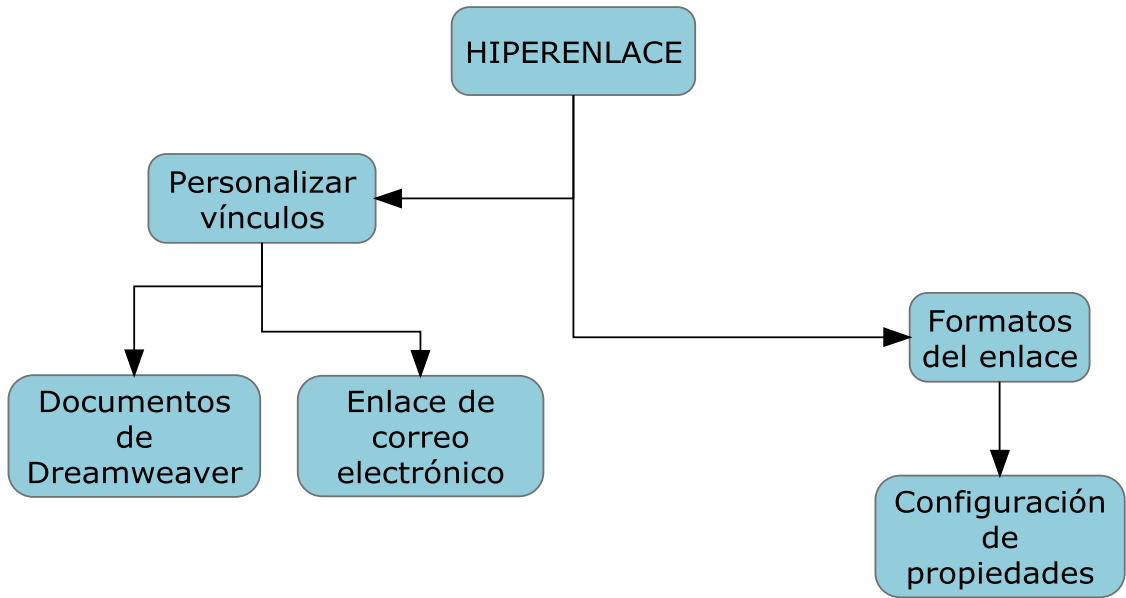 HIPERENLACE
Personalizar
vínculos
Formatos
del enlace
Documentos
de
Dreamweaver
Enlace de
correo
electrónico
Configuración
de
propiedades